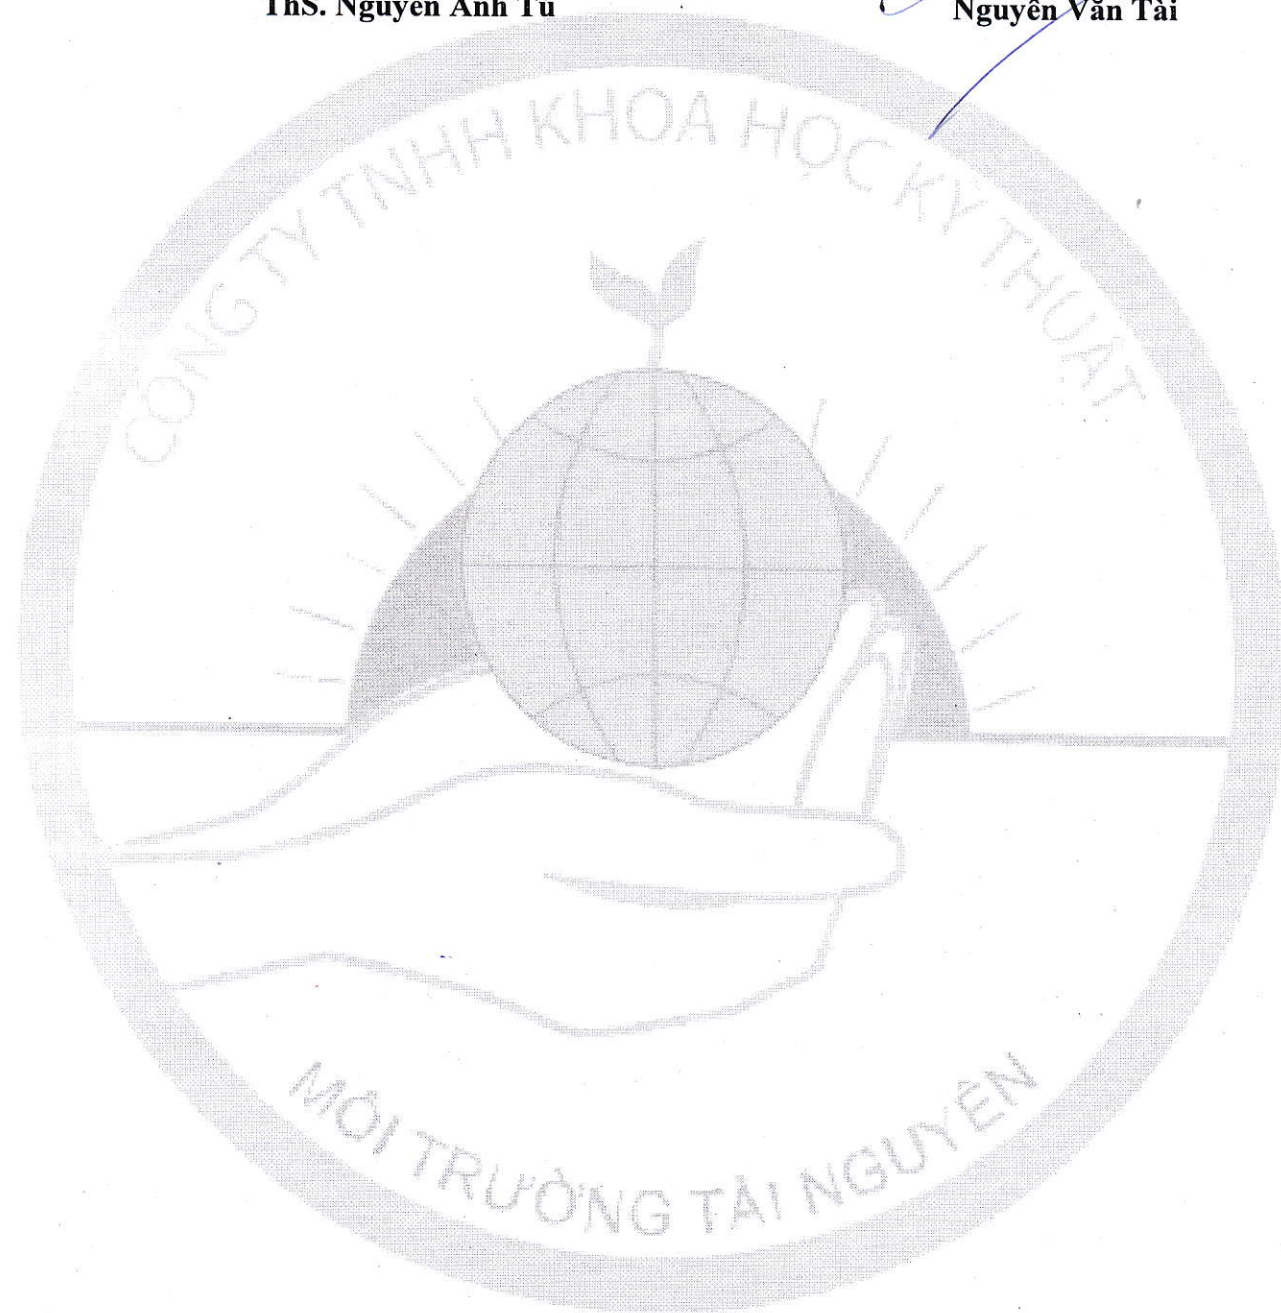 ThS. Nguyễn Anh Tú
Nguyễn Văn Tài
CÔNG TY TNHH KHOA HỌC KỸ THUẬT
MÔI TRƯỜNG TÀI NGUYÊN